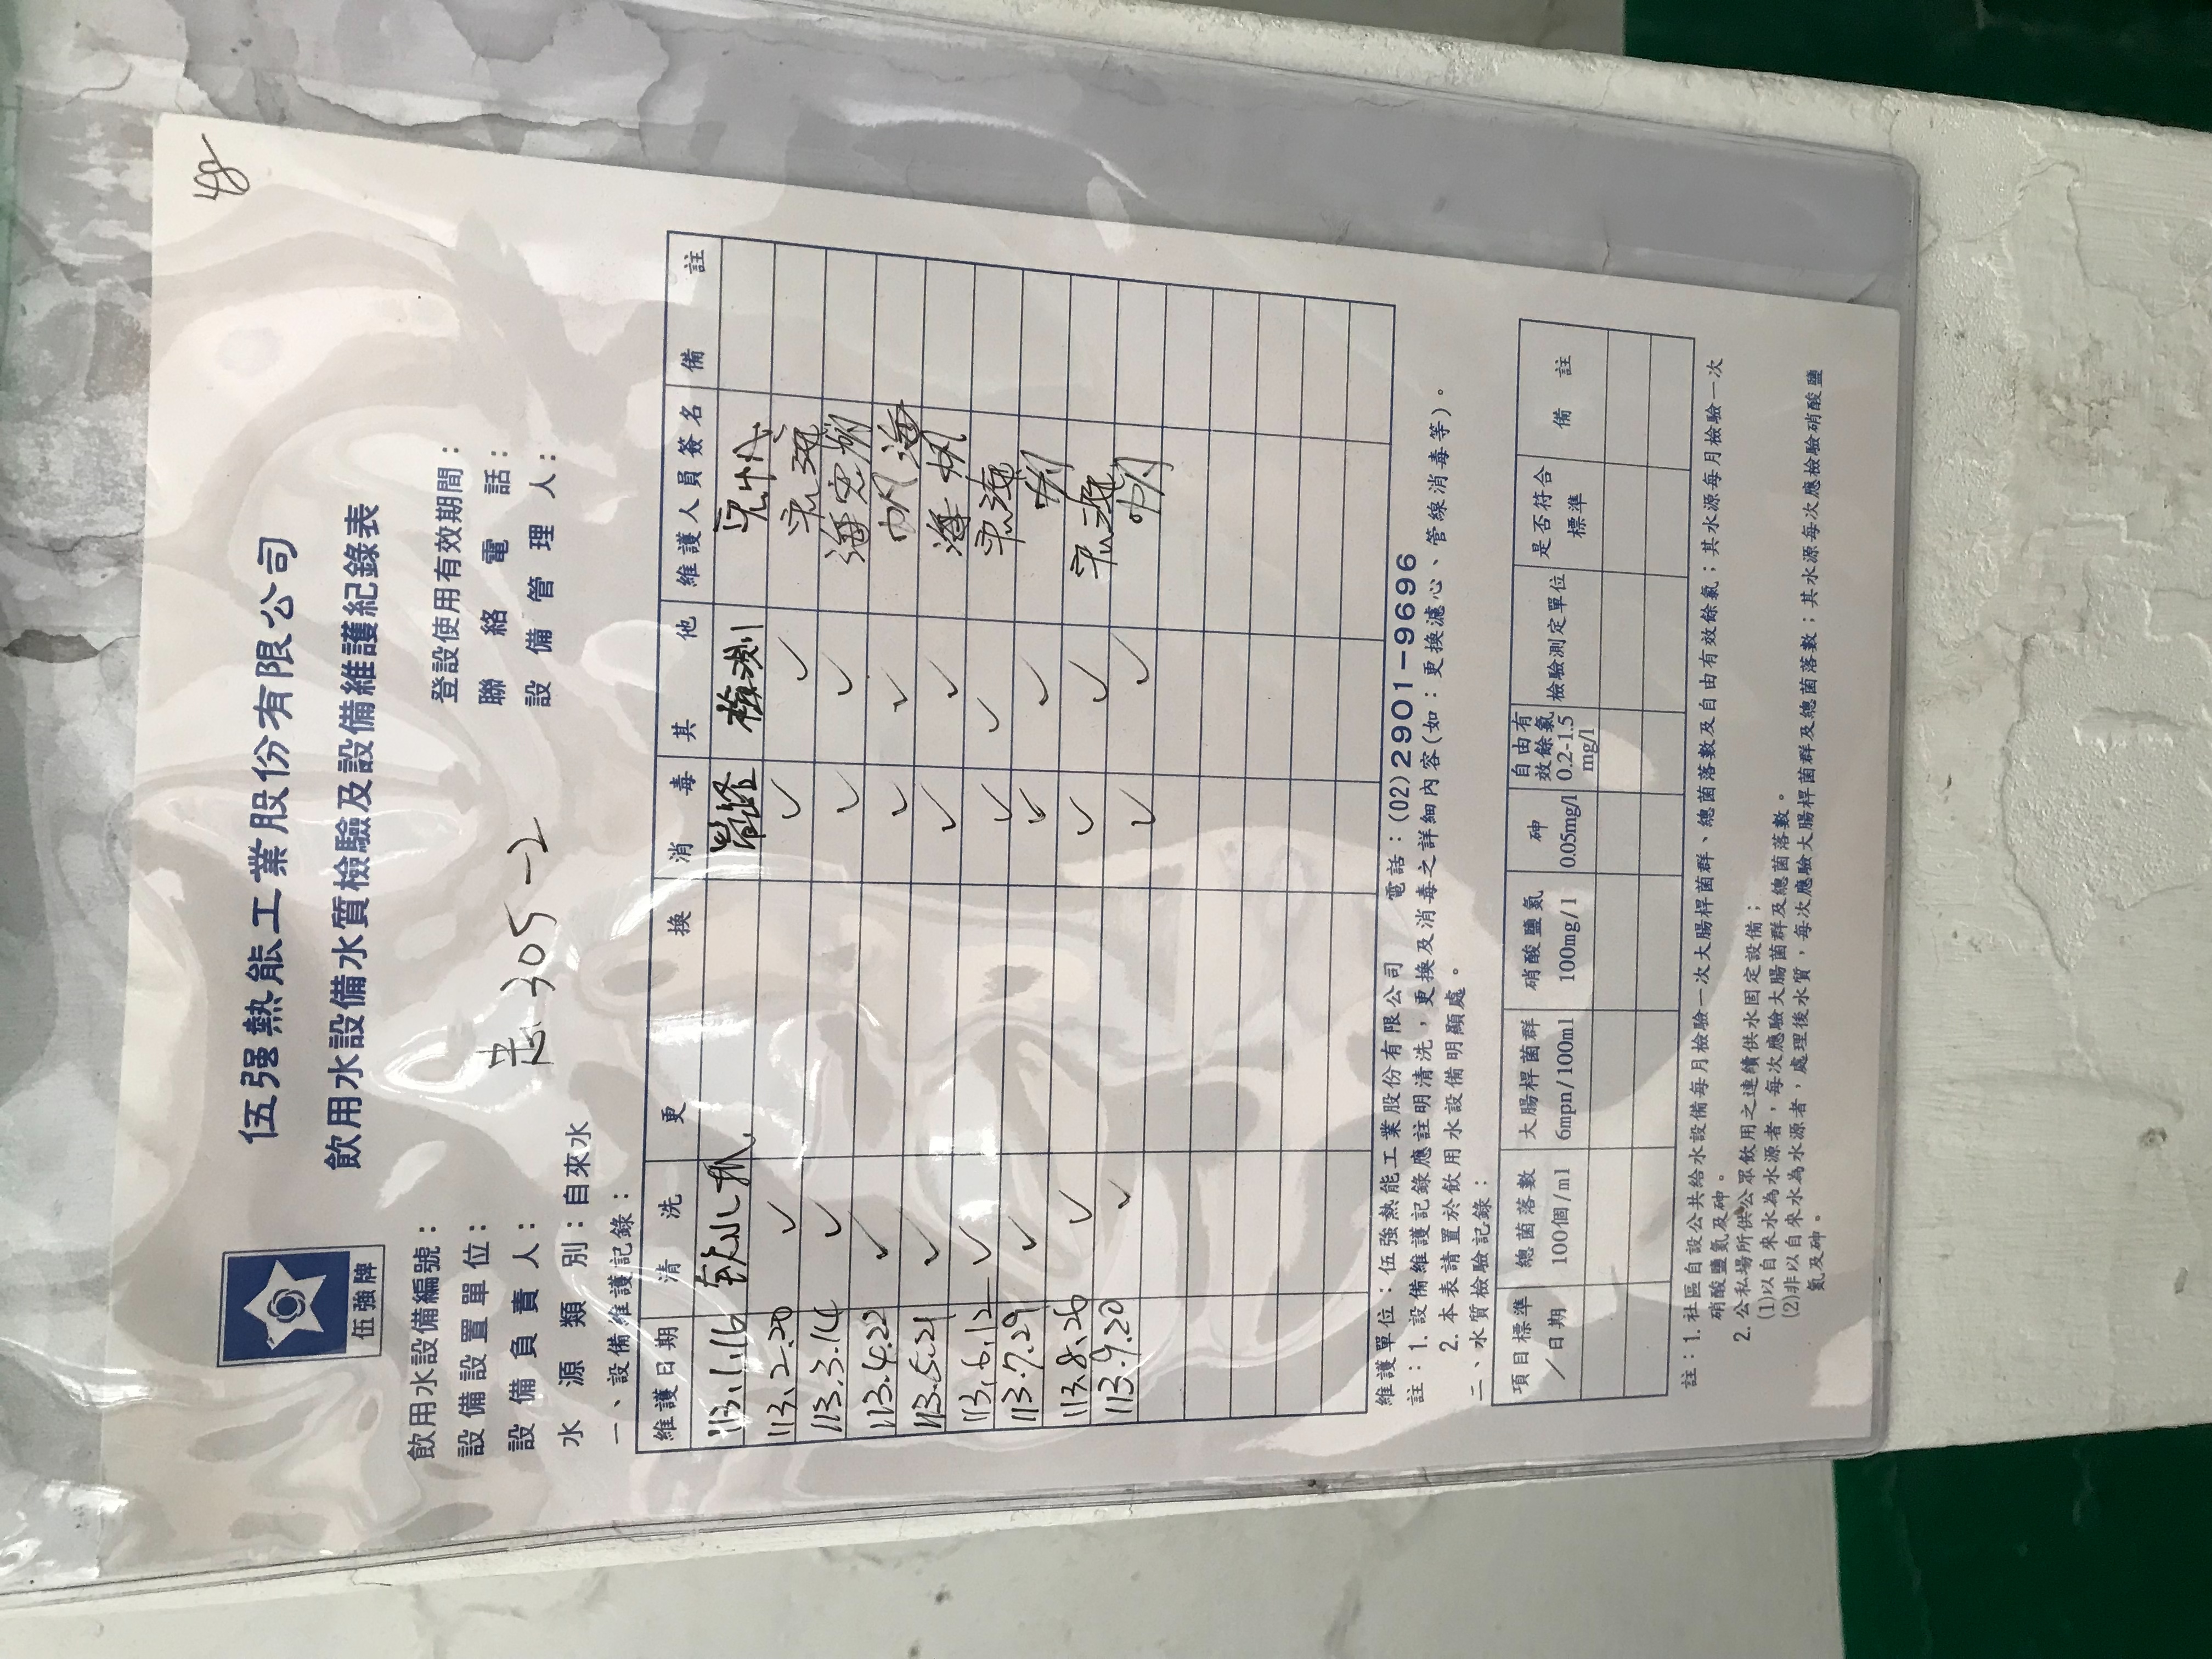 48
伍強熱能工業股份有限公司
飲用水設備水質檢驗及設備維護紀錄表
伍強牌
飲用水設備編號：
登設使用有效期間：
設備設置單位：
志 305-2
聯絡電話：
設備負責人：
設備管理人：
水源類別：自來水
一、設備維護記錄：
維護日期 清洗 更換 消毒 其他 維護人員簽名 備註
113.1.16 檢測
113.2.20 ✓ ✓ ✓
113.3.14 ✓ ✓ ✓
113.4.22 ✓ ✓ ✓
113.5.21 ✓ ✓ ✓
113.6.12 ✓ ✓ ✓
113.7.29 ✓ ✓ ✓
113.8.26 ✓ ✓ ✓
113.9.20 ✓ ✓ ✓
維護單位：伍強熱能工業股份有限公司 電話：(02)2901-9696
註：1. 設備維護記錄應註明清洗，更換及消毒之詳細內容(如：更換濾心、管線消毒等)。
2. 本表請置於飲用水設備明顯處。
二、水質檢驗記錄：
項目標準／日期 總菌落數 100個/ml 大腸桿菌群 6mpn/100ml 硝酸鹽氮 100mg/l 砷 0.05mg/l 自由有效餘氯 0.2-1.5 mg/l 檢驗測定單位 是否符合標準 備註
註：1. 社區自設公共給水設備每月檢驗一次大腸桿菌群、總菌落數及自由有效餘氯；其水源每月檢驗一次
硝酸鹽氮及砷。
2. 公私場所供公眾飲用之連續供水固定設備；
(1)以自來水為水源者，每次應驗大腸菌群及總菌落數。
(2)非以自來水為水源者，處理後水質，每次應驗大腸桿菌群及總菌落數；其水源每次應檢驗硝酸鹽
氮及砷。